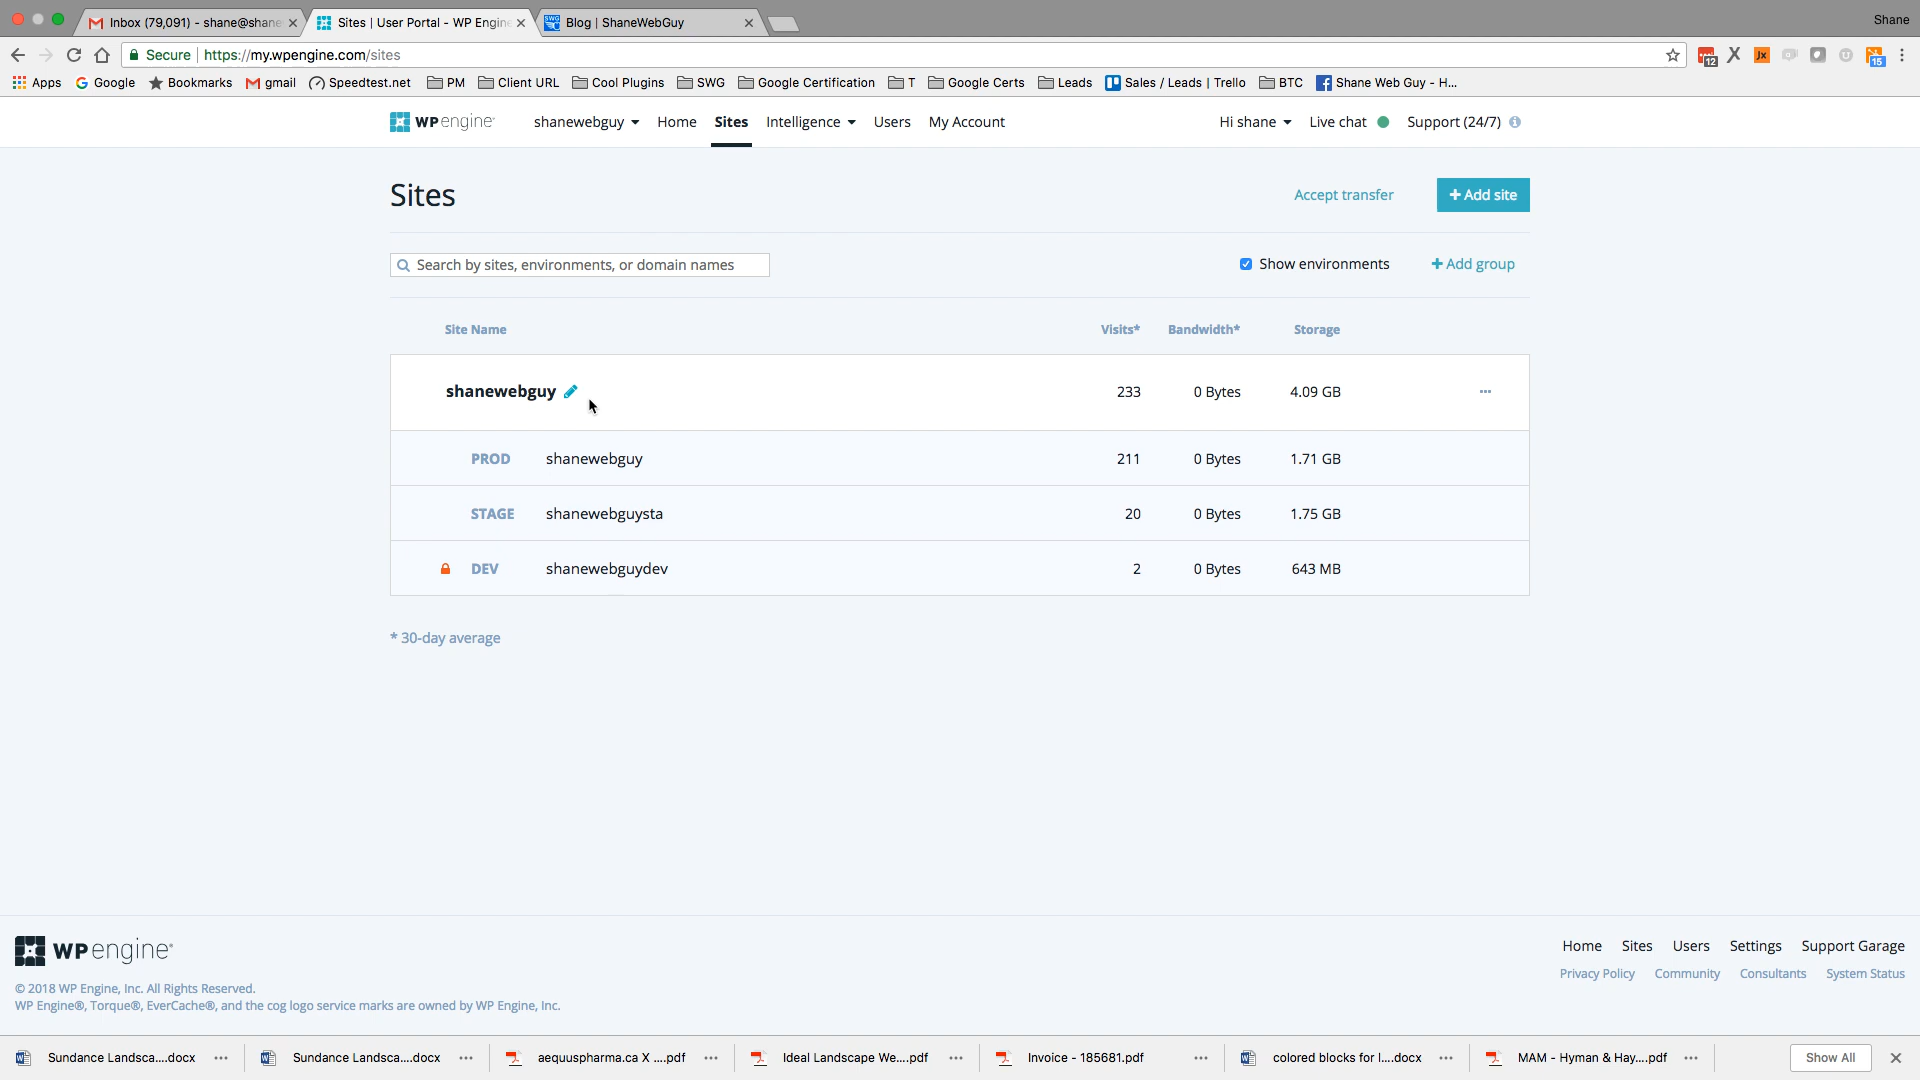 Inbox (79,091) - shane@shane
Sites | User Portal - WP Engine
Blog | ShaneWebGuy
Shane
Secure
https://my.wpengine.com/sites
12
Jx
15
Apps
Google
Bookmarks
gmail
Speedtest.net
PM
Client URL
Cool Plugins
SWG
Google Certification
T
Google Certs
Leads
Sales / Leads | Trello
BTC
Shane Web Guy - H...
WPengine®
shanewebguy
Home
Sites
Intelligence
Users
My Account
Hi shane
Live chat
Support (24/7)
Sites
Accept transfer
+ Add site
Search by sites, environments, or domain names
Show environments
+ Add group
Site Name Visits* Bandwidth* Storage
shanewebguy 233 0 Bytes 4.09 GB ...
PROD shanewebguy 211 0 Bytes 1.71 GB
STAGE shanewebguysta 20 0 Bytes 1.75 GB
DEV shanewebguydev 2 0 Bytes 643 MB
* 30-day average
WPengine®
Home Sites Users Settings Support Garage
Privacy Policy Community Consultants System Status
© 2018 WP Engine, Inc. All Rights Reserved.
WP Engine®, Torque®, EverCache®, and the cog logo service marks are owned by WP Engine, Inc.
Sundance Landsca....docx
Sundance Landsca....docx
aequuspharma.ca X ....pdf
Ideal Landscape We....pdf
Invoice - 185681.pdf
colored blocks for l....docx
MAM - Hyman & Hay....pdf
Show All